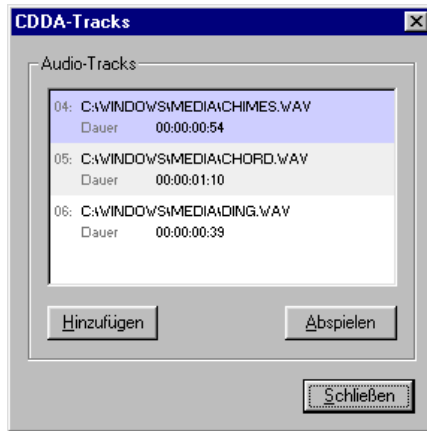 CDDA-Tracks
Audio-Tracks
04: C:\WINDOWS\MEDIA\CHIMES.WAV
Dauer 00:00:00:54
05: C:\WINDOWS\MEDIA\CHORD.WAV
Dauer 00:00:01:10
06: C:\WINDOWS\MEDIA\DING.WAV
Dauer 00:00:00:39
Hinzufügen Abspielen
Schließen